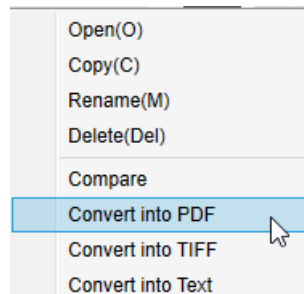 Open(O)
Copy(C)
Rename(M)
Delete(Del)
Compare
Convert into PDF
Convert into TIFF
Convert into Text